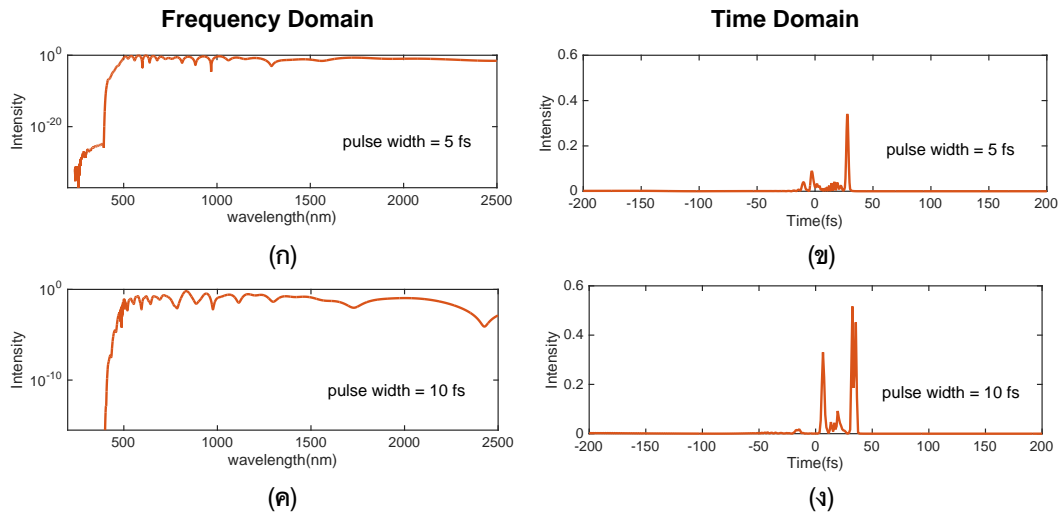 Frequency Domain
Time Domain
10^0
10^-20
Intensity
pulse width = 5 fs
500
1000
1500
2000
2500
wavelength(nm)
(ก)
0.6
0.4
0.2
0
Intensity
pulse width = 5 fs
-200
-150
-100
-50
0
50
100
150
200
Time(fs)
(ข)
10^0
10^-10
Intensity
pulse width = 10 fs
500
1000
1500
2000
2500
wavelength(nm)
(ค)
0.6
0.4
0.2
0
Intensity
pulse width = 10 fs
-200
-150
-100
-50
0
50
100
150
200
Time(fs)
(ง)